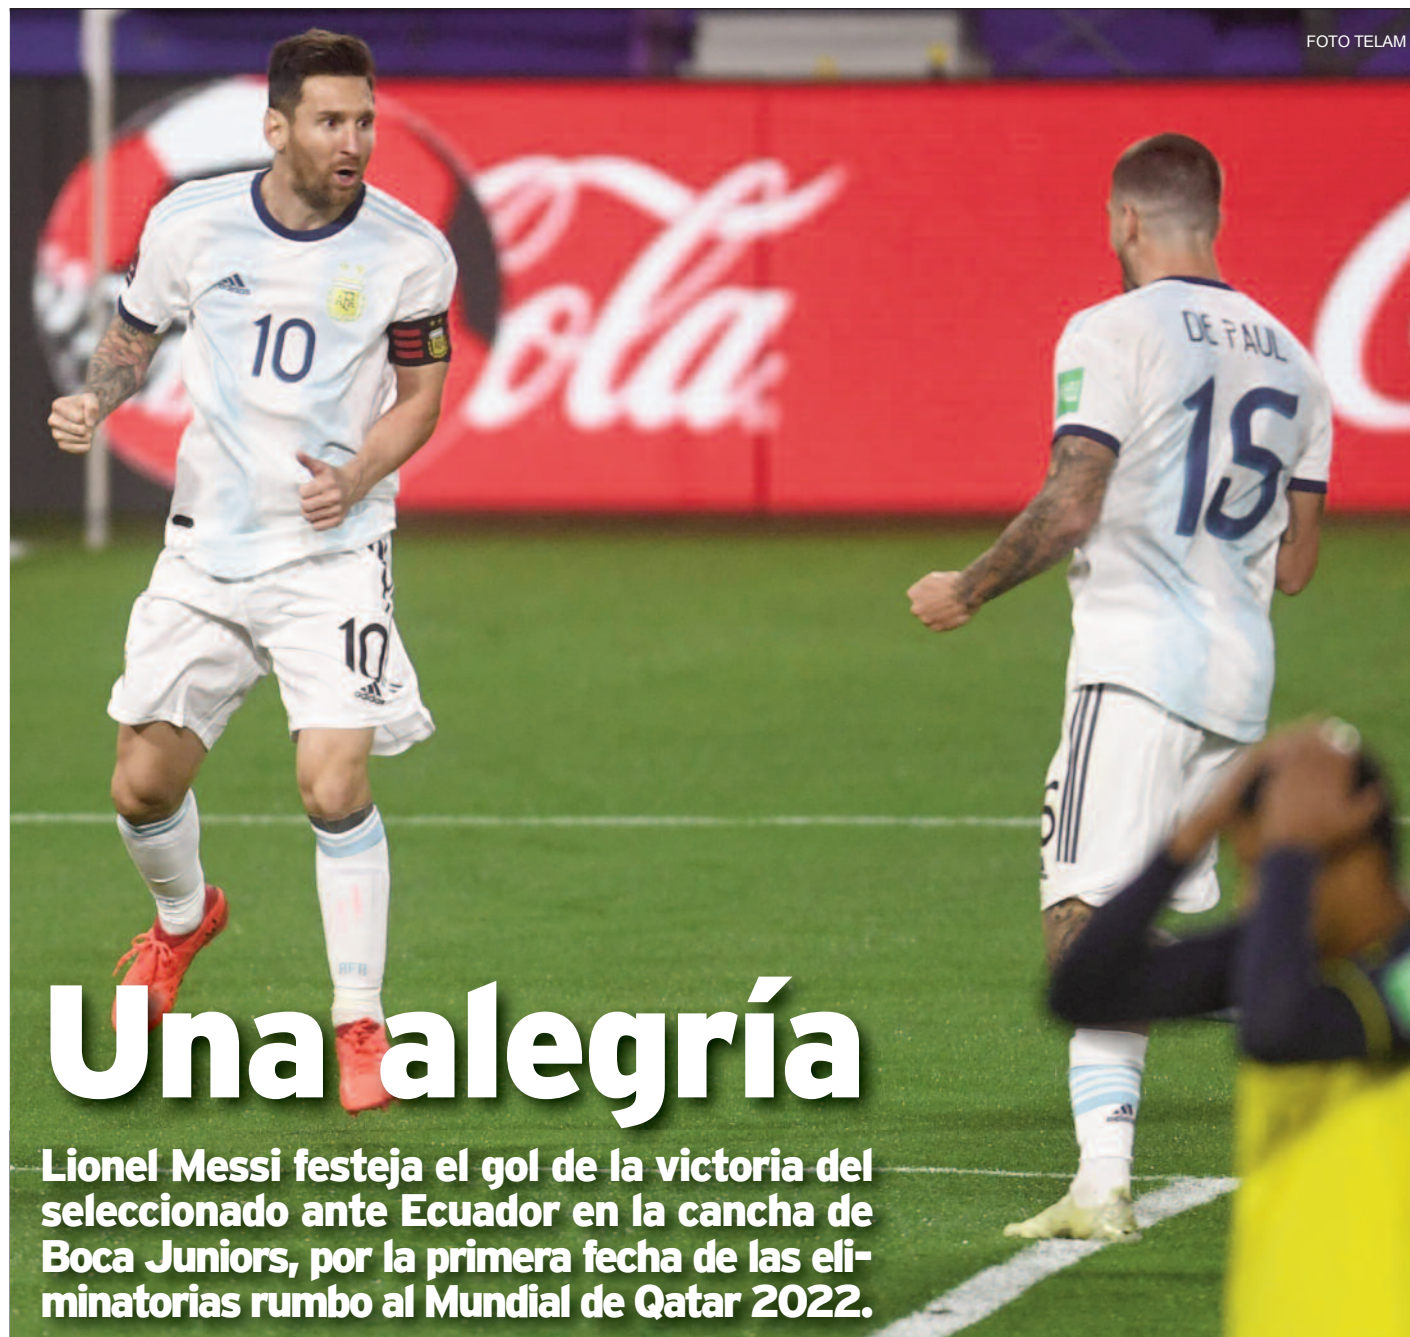 FOTO TELAM
Cola
10
DE PAUL
15
10
AFA
Una alegría
Lionel Messi festeja el gol de la victoria del
seleccionado ante Ecuador en la cancha de
Boca Juniors, por la primera fecha de las eli-
minatorias rumbo al Mundial de Qatar 2022.